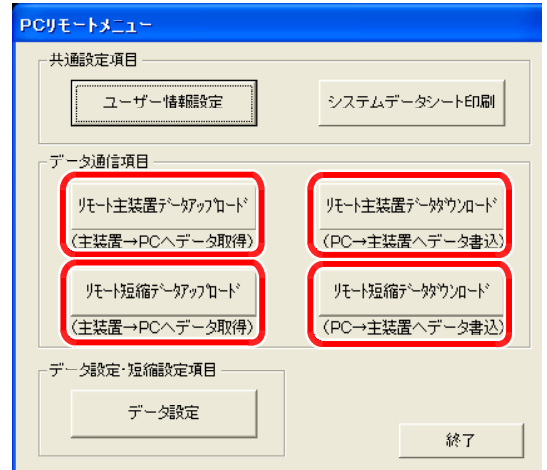 PCリモートメニュー
共通設定項目
ユーザー情報設定
システムデータシート印刷
データ通信項目
ﾘﾓｰﾄ主装置ﾃﾞｰﾀｱｯﾌﾟﾛｰﾄﾞ
ﾘﾓｰﾄ主装置ﾃﾞｰﾀﾀﾞｳﾝﾛｰﾄﾞ
(主装置→PCへデータ取得)
(PC→主装置へデータ書込)
ﾘﾓｰﾄ短縮ﾃﾞｰﾀｱｯﾌﾟﾛｰﾄﾞ
ﾘﾓｰﾄ短縮ﾃﾞｰﾀﾀﾞｳﾝﾛｰﾄﾞ
(主装置→PCへデータ取得)
(PC→主装置へデータ書込)
データ設定・短縮設定項目
データ設定
終了